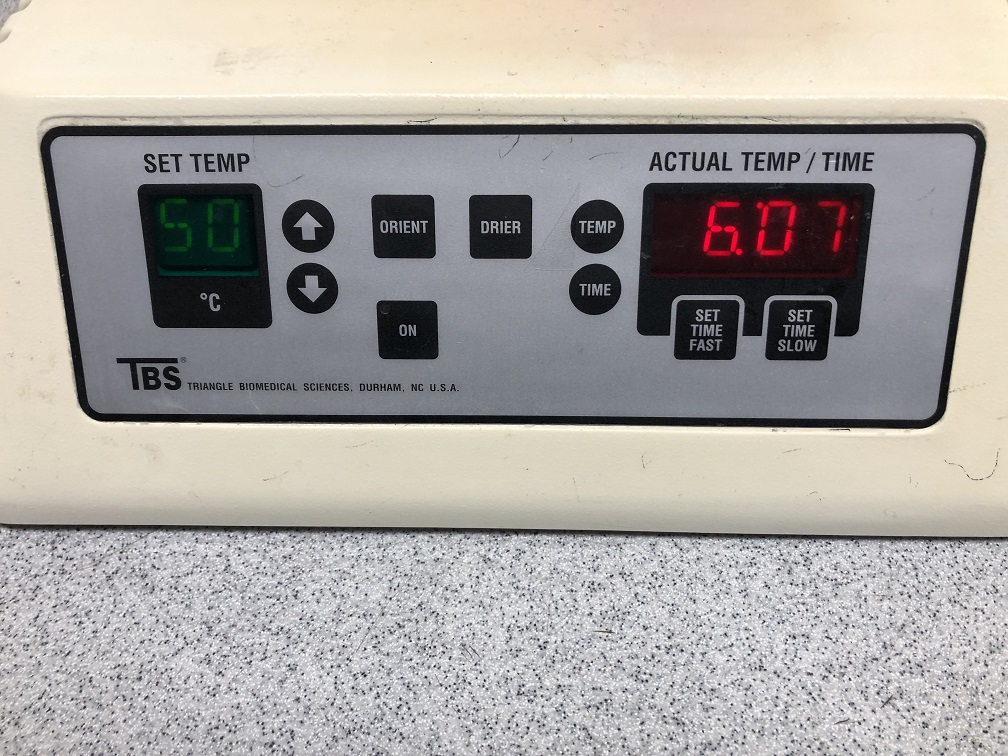 SET TEMP
ACTUAL TEMP / TIME
50
ORIENT
DRIER
TEMP
6:07
TIME
°C
ON
SET
TIME
FAST
SET
TIME
SLOW
TBS® TRIANGLE BIOMEDICAL SCIENCES, DURHAM, NC U.S.A.